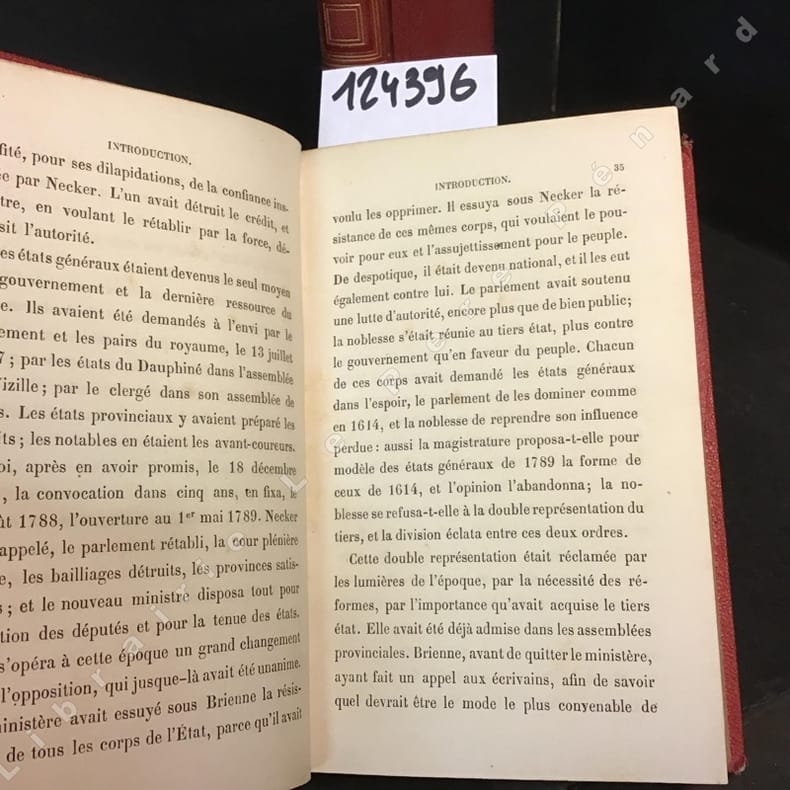 124396
INTRODUCTION.
fité, pour ses dilapidations, de la confiance ins-
ée par Necker. L'un avait détruit le crédit, et
tre, en voulant le rétablir par la force, dé-
sit l'autorité.
es états généraux étaient devenus le seul moyen
gouvernement et la dernière ressource du
e. Ils avaient été demandés à l'envi par le
ement et les pairs du royaume, le 13 juillet
7; par les états du Dauphiné dans l'assemblée
izille; par le clergé dans son assemblée de
s. Les états provinciaux y avaient préparé les
its; les notables en étaient les avant-coureurs.
oi, après en avoir promis, le 18 décembre
, la convocation dans cinq ans, en fixa, le
ût 1788, l'ouverture au 1er mai 1789. Necker
appelé, le parlement rétabli, la cour plénière
e, les bailliages détruits, les provinces satis-
s; et le nouveau ministre disposa tout pour
tion des députés et pour la tenue des états.
s'opéra à cette époque un grand changement
l'opposition, qui jusque-là avait été unanime.
inistère avait essuyé sous Brienne la résis-
de tous les corps de l'État, parce qu'il avait
INTRODUCTION. 35
voulu les opprimer. Il essuya sous Necker la ré-
sistance de ces mêmes corps, qui voulaient le pou-
voir pour eux et l'assujettissement pour le peuple.
De despotique, il était devenu national, et il les eut
également contre lui. Le parlement avait soutenu
une lutte d'autorité, encore plus que de bien public;
la noblesse s'était réunie au tiers état, plus contre
le gouvernement qu'en faveur du peuple. Chacun
de ces corps avait demandé les états généraux
dans l'espoir, le parlement de les dominer comme
en 1614, et la noblesse de reprendre son influence
perdue: aussi la magistrature proposa-t-elle pour
modèle des états généraux de 1789 la forme de
ceux de 1614, et l'opinion l'abandonna; la no-
blesse se refusa-t-elle à la double représentation du
tiers, et la division éclata entre ces deux ordres.
Cette double représentation était réclamée par
les lumières de l'époque, par la nécessité des ré-
formes, par l'importance qu'avait acquise le tiers
état. Elle avait été déjà admise dans les assemblées
provinciales. Brienne, avant de quitter le ministère,
ayant fait un appel aux écrivains, afin de savoir
quel devrait être le mode le plus convenable de
Librairie Le Père Pénard